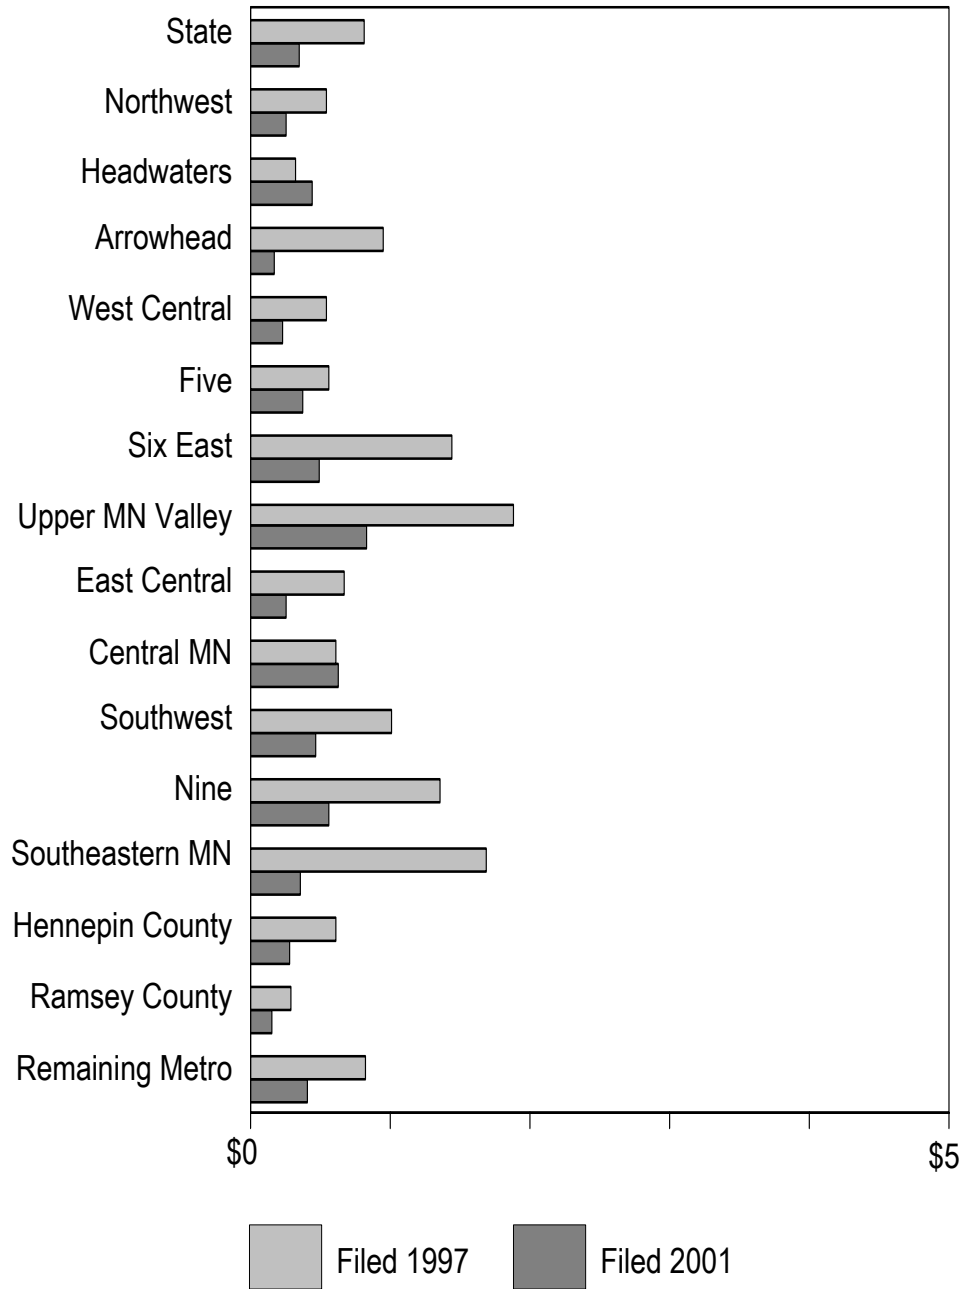 State
Northwest
Headwaters
Arrowhead
West Central
Five
Six East
Upper MN Valley
East Central
Central MN
Southwest
Nine
Southeastern MN
Hennepin County
Ramsey County
Remaining Metro
$0 $5
Filed 1997 Filed 2001